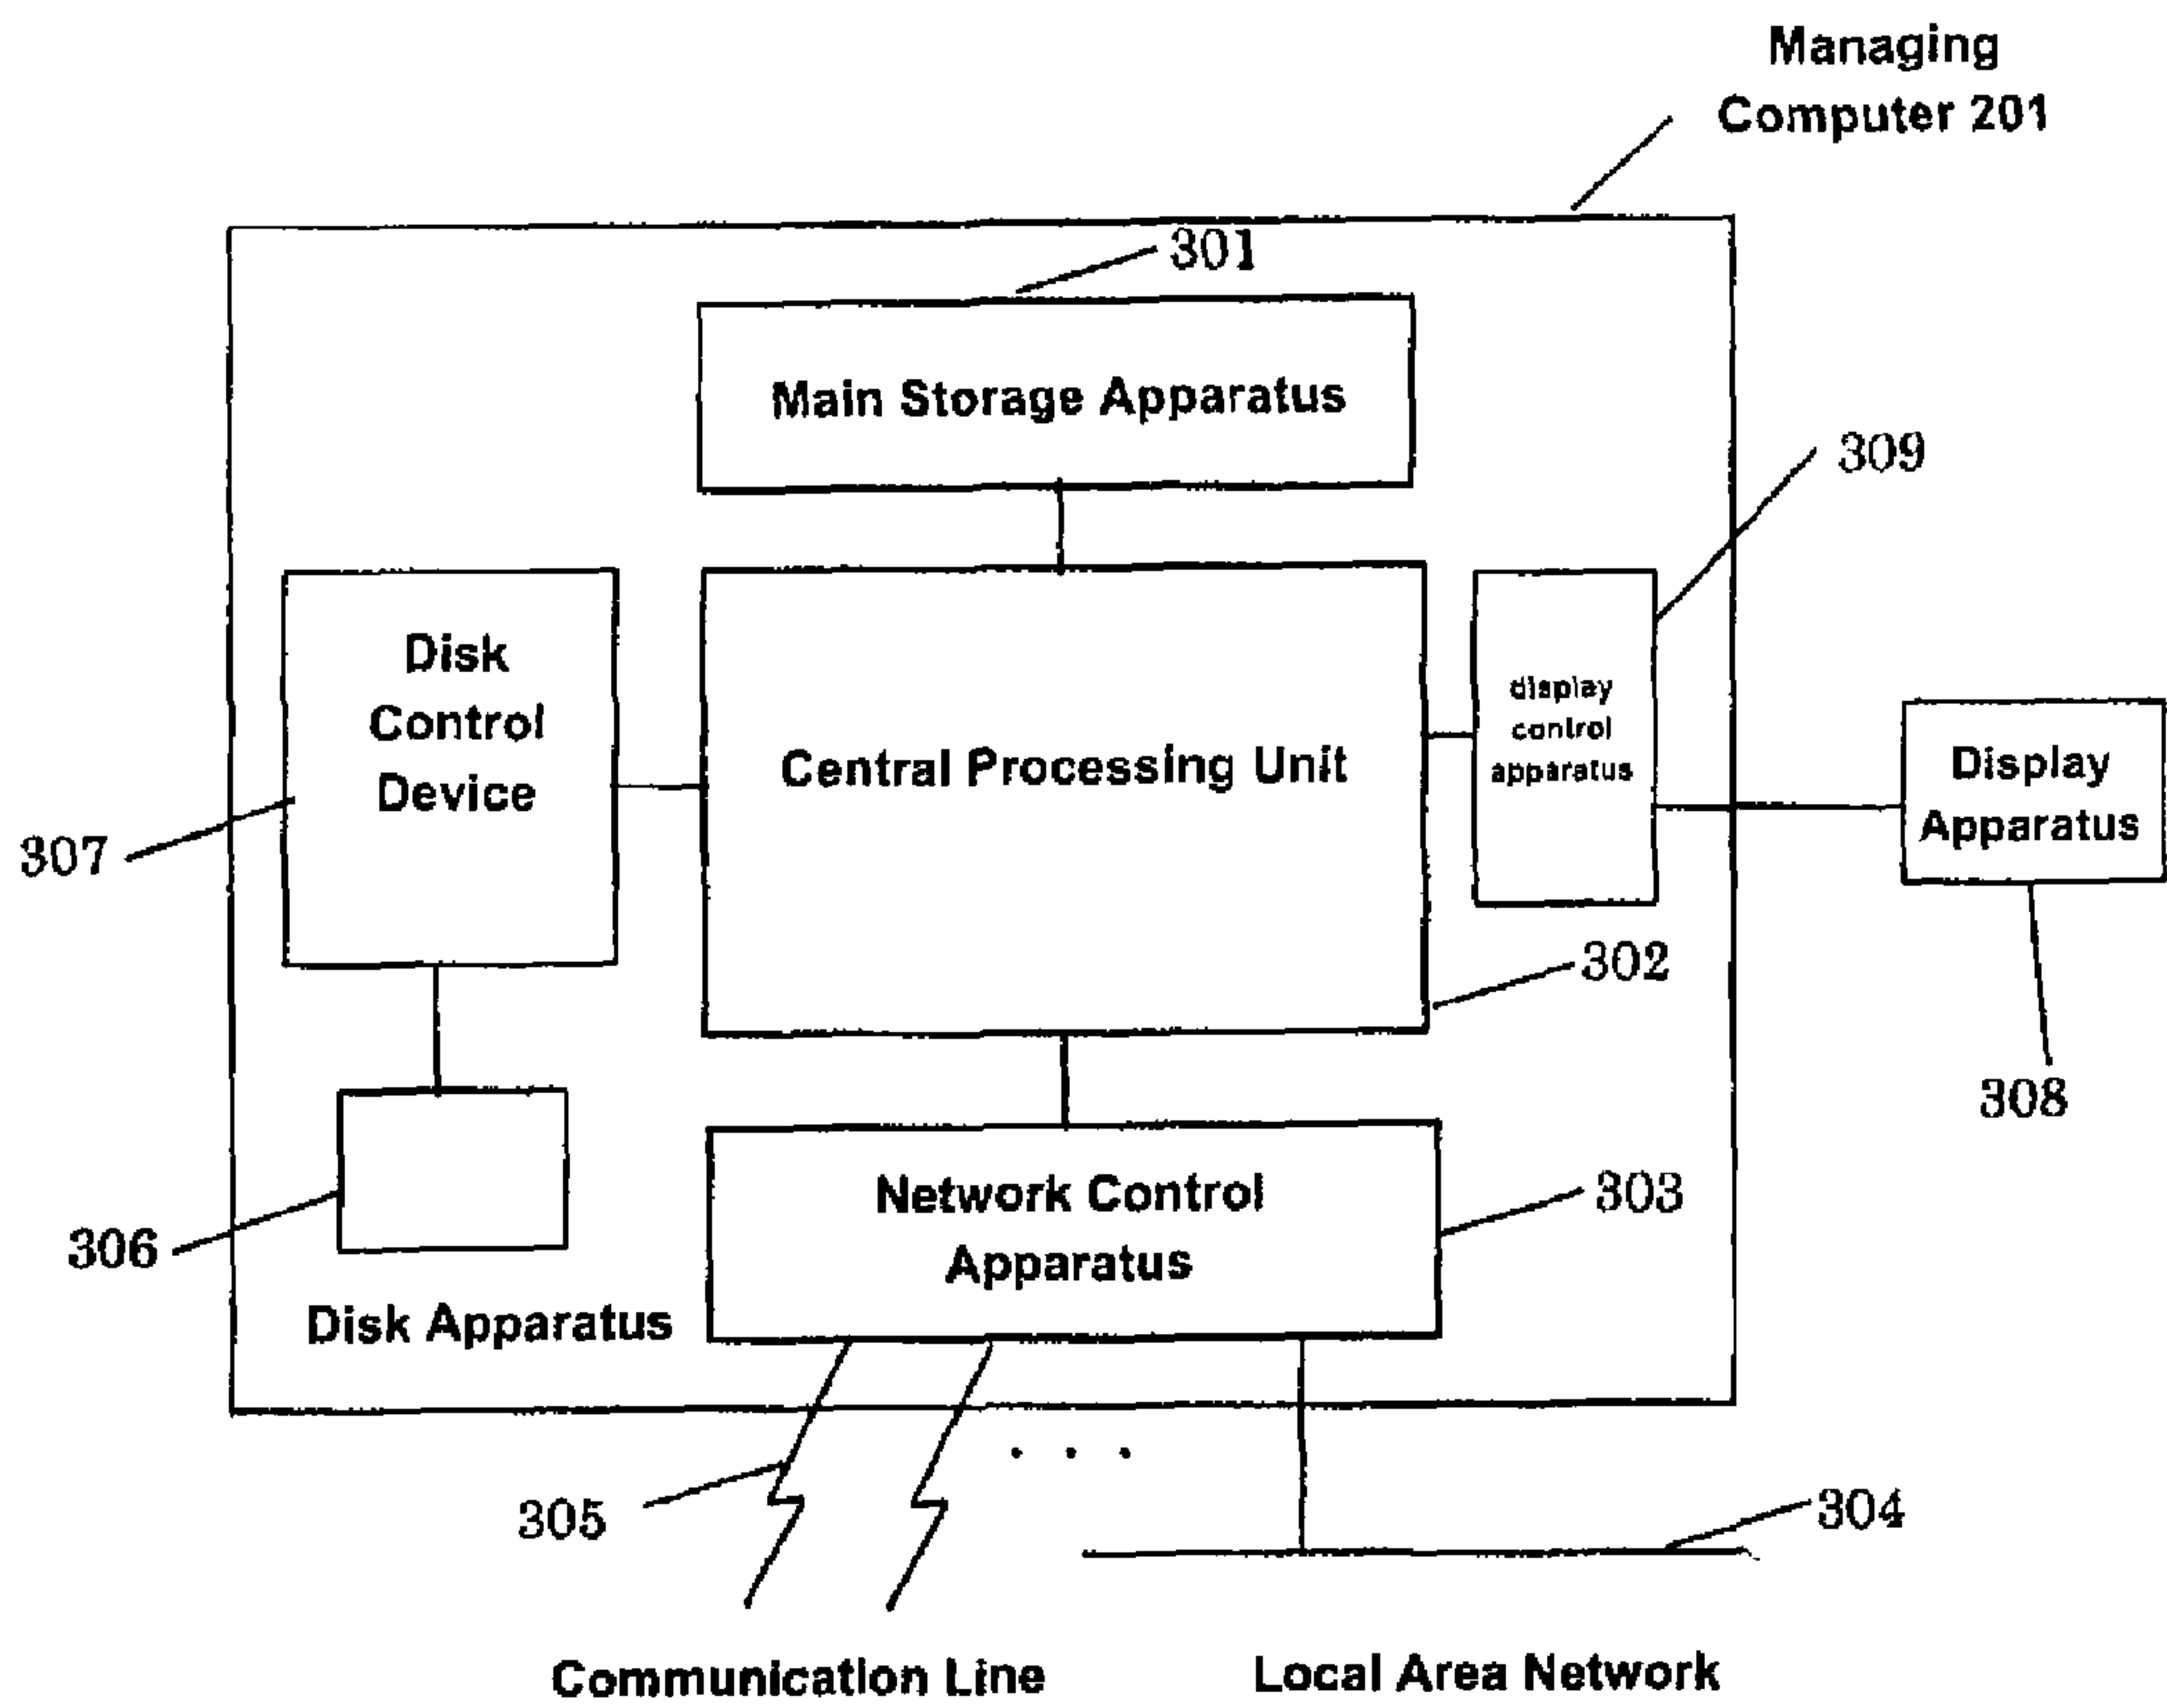 Managing
Computer 201
301
Main Storage Apparatus
309
Disk
Control
Device
Central Processing Unit
display
control
apparatus
Display
Apparatus
307
302
308
306
Network Control
Apparatus
303
Disk Apparatus
. . .
305
304
Communication Line
Local Area Network